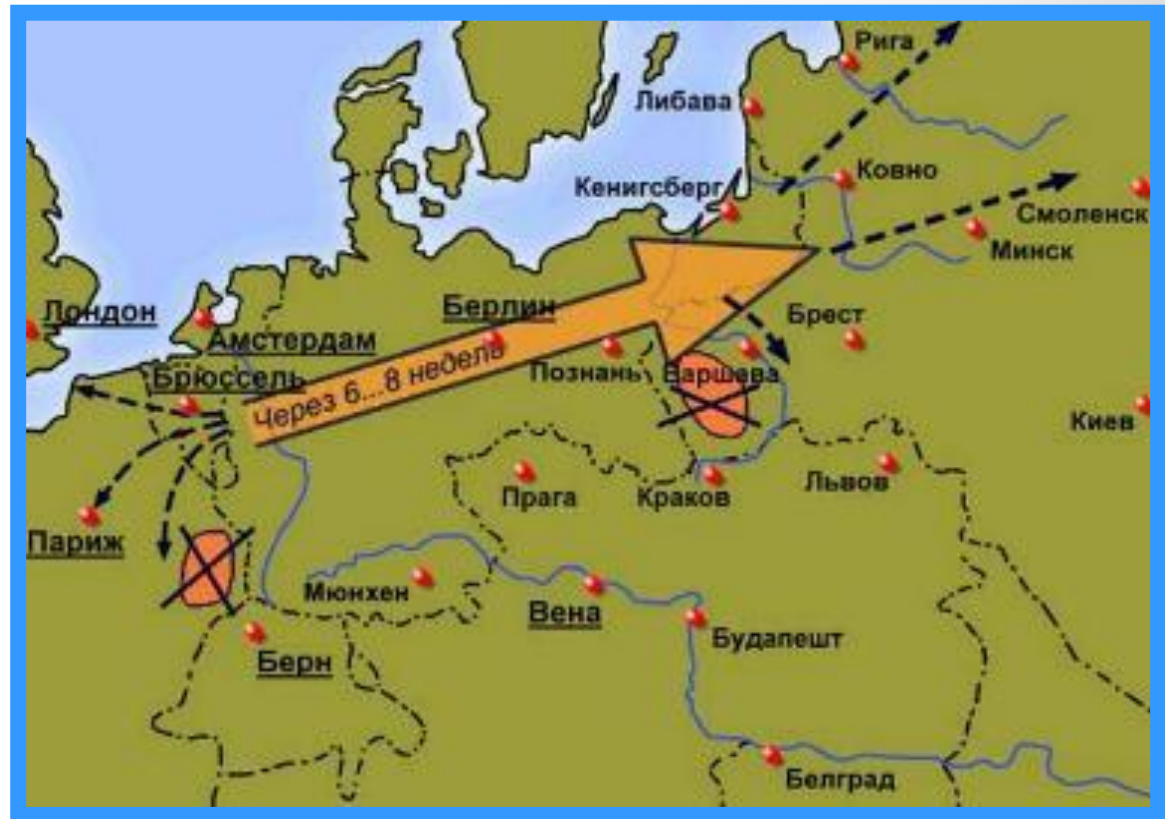 Рига
Либава
Ковно
Кенигсберг
Смоленск
Минск
Лондон
Берлин
Амстердам
Брест
Брюссель
Познань
Варшава
Через 6...8 недель
Киев
Прага
Краков
Львов
Париж
Мюнхен
Вена
Будапешт
Берн
Белград